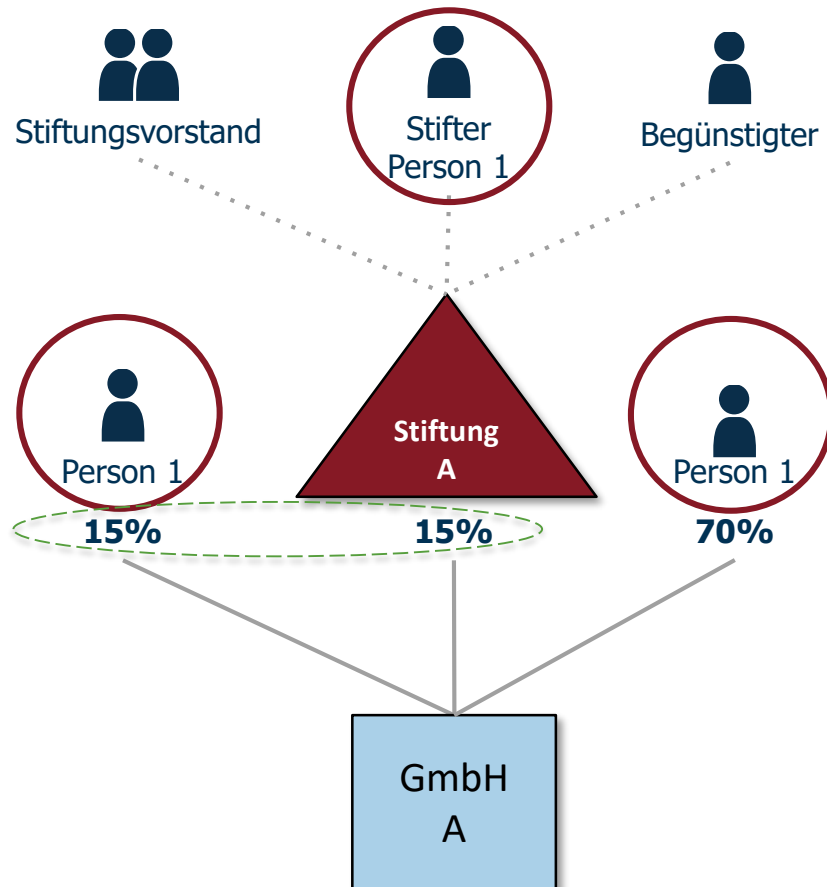 Stiftungsvorstand
Stifter
Person 1
Begünstigter
Person 1
Stiftung
A
Person 1
15%
15%
70%
GmbH
A